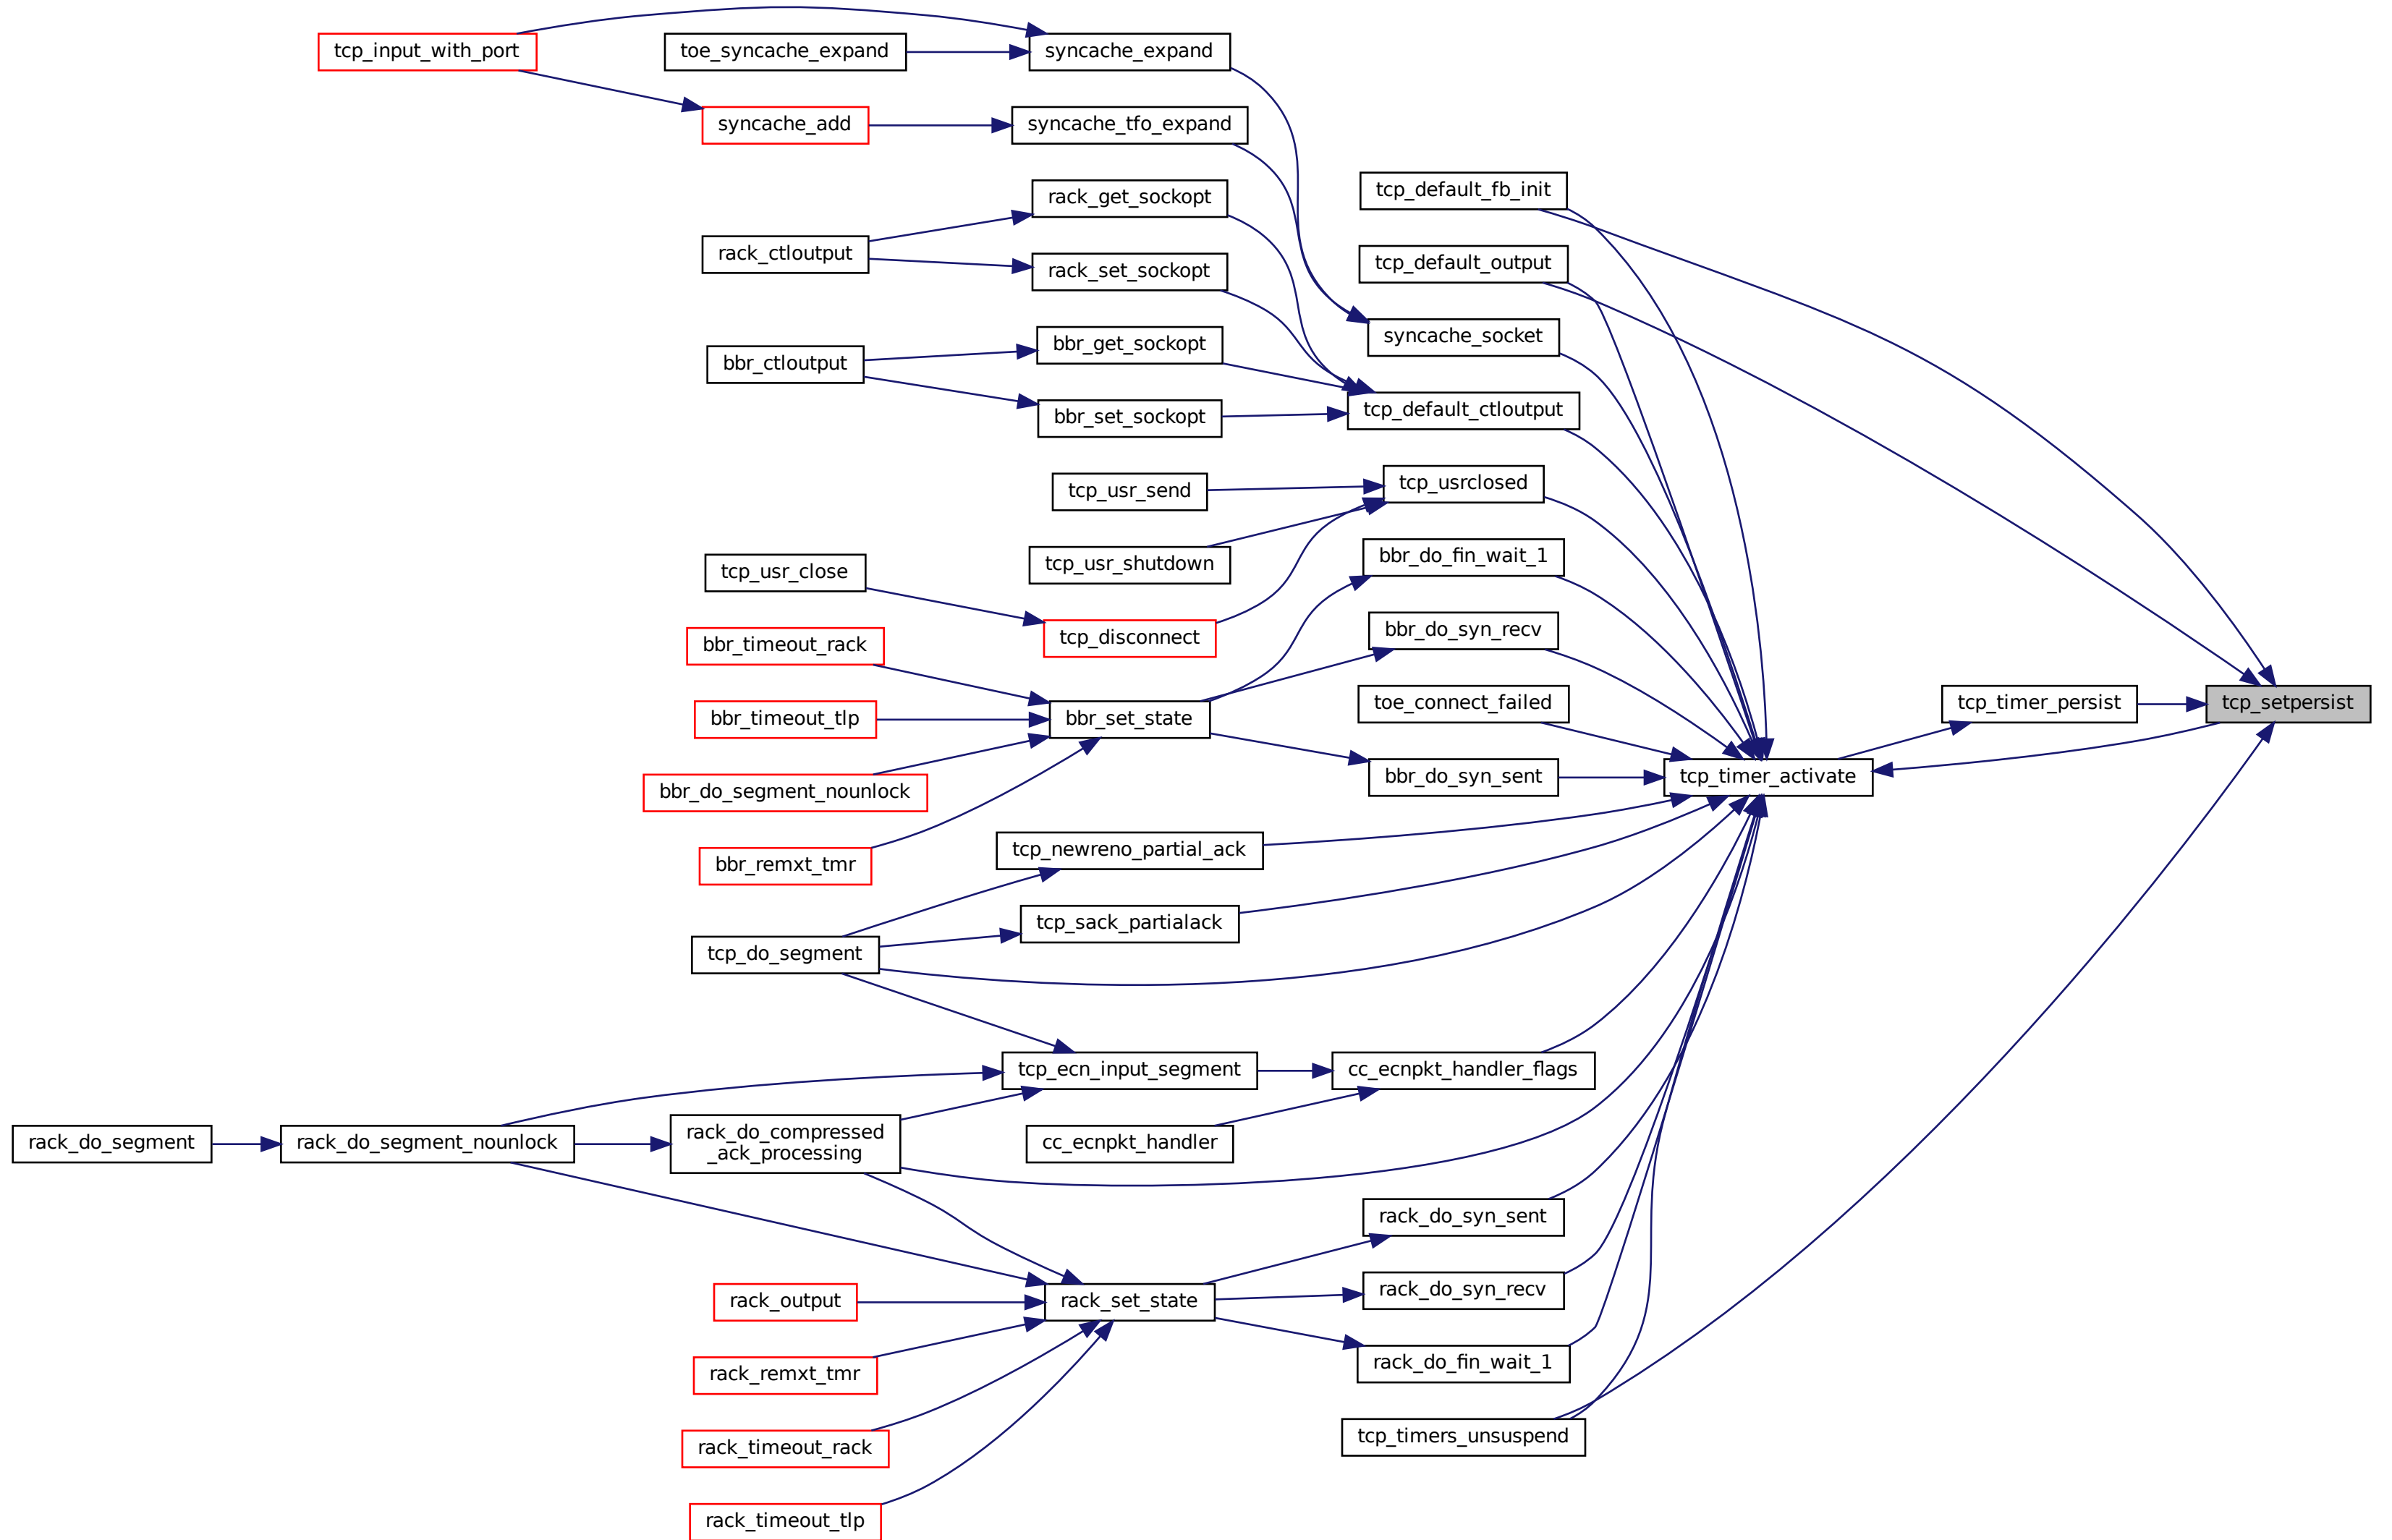 tcp_input_with_port
toe_syncache_expand
syncache_expand
syncache_add
syncache_tfo_expand
rack_get_sockopt
tcp_default_fb_init
rack_ctloutput
rack_set_sockopt
tcp_default_output
bbr_get_sockopt
syncache_socket
bbr_ctloutput
bbr_set_sockopt
tcp_default_ctloutput
tcp_usr_send
tcp_usrclosed
tcp_usr_shutdown
bbr_do_fin_wait_1
tcp_usr_close
tcp_disconnect
bbr_do_syn_recv
bbr_timeout_rack
toe_connect_failed
tcp_timer_persist
tcp_setpersist
bbr_timeout_tlp
bbr_set_state
bbr_do_segment_nounlock
bbr_do_syn_sent
tcp_timer_activate
bbr_remxt_tmr
tcp_newreno_partial_ack
tcp_sack_partialack
tcp_do_segment
tcp_ecn_input_segment
cc_ecnpkt_handler_flags
rack_do_segment
rack_do_segment_nounlock
rack_do_compressed
_ack_processing
cc_ecnpkt_handler
rack_do_syn_sent
rack_output
rack_set_state
rack_do_syn_recv
rack_remxt_tmr
rack_do_fin_wait_1
rack_timeout_rack
tcp_timers_unsuspend
rack_timeout_tlp